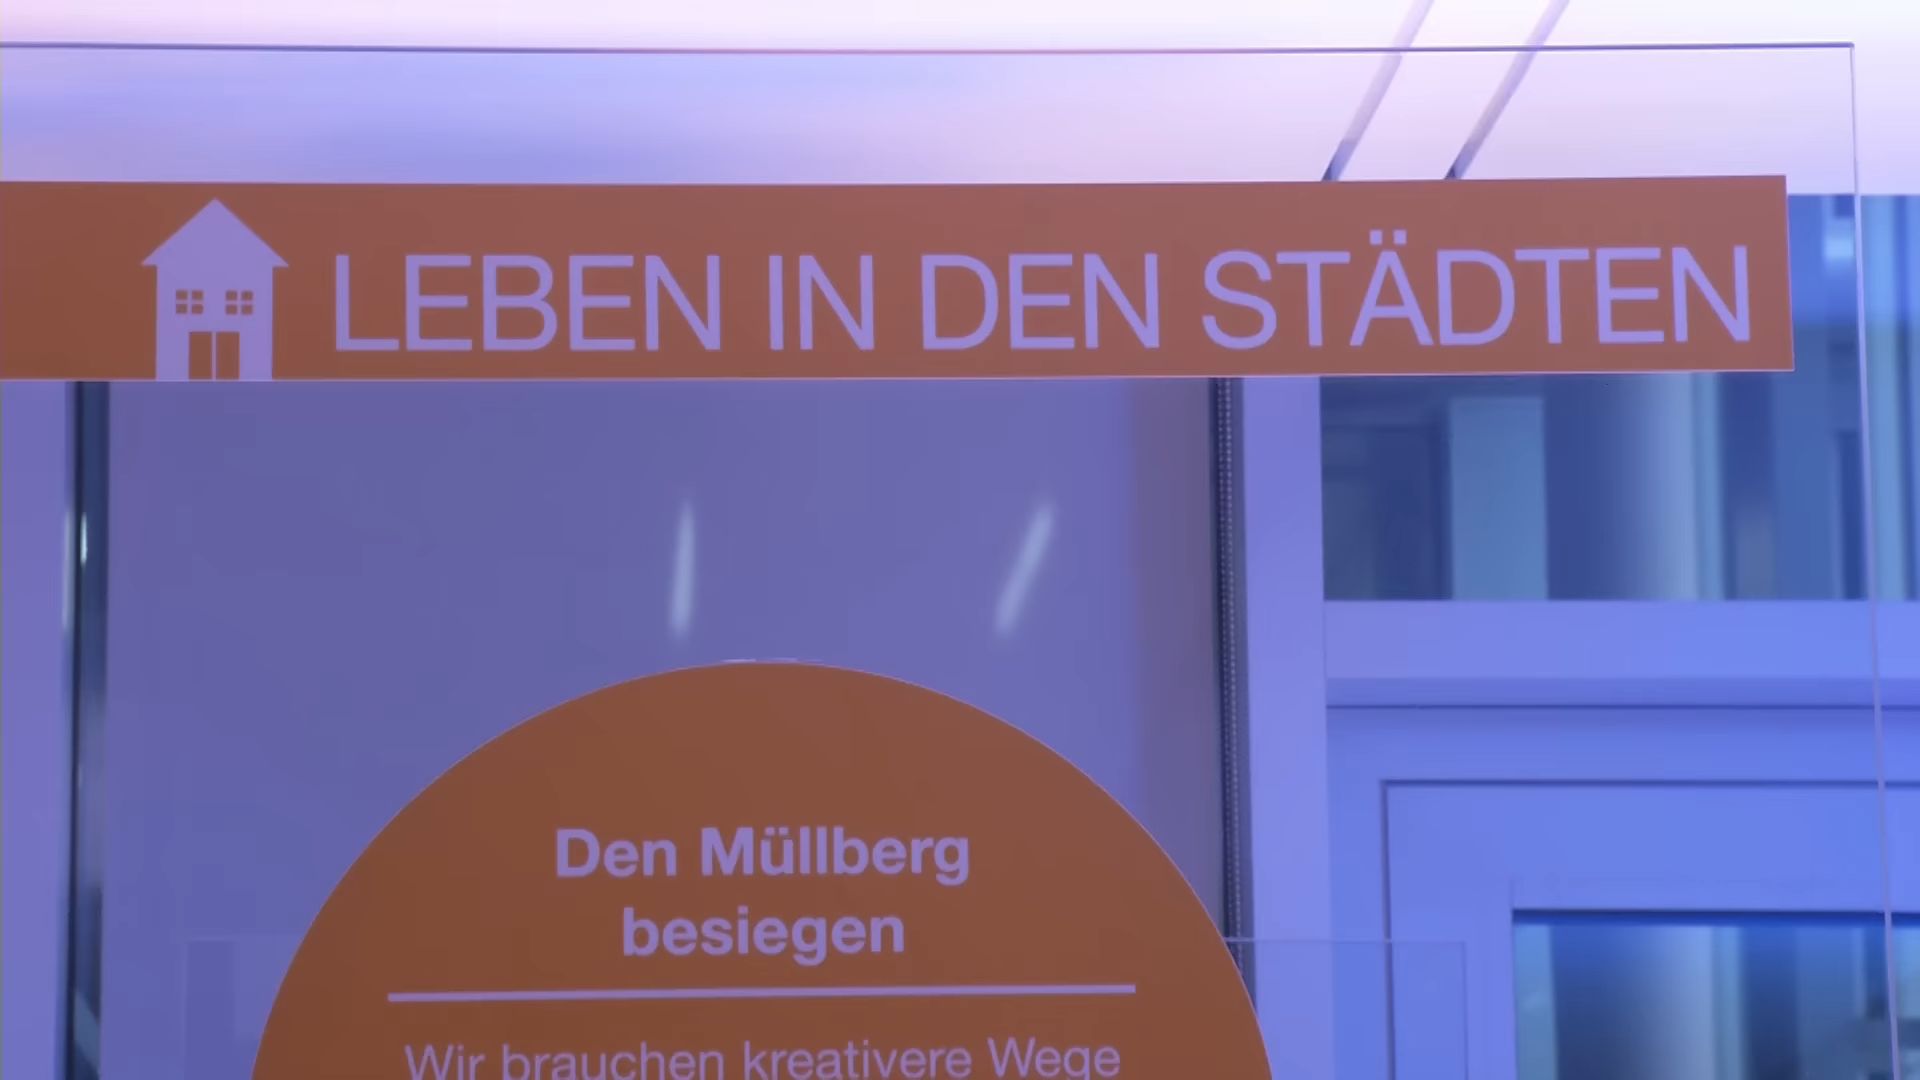 LEBEN IN DEN STÄDTEN
Den Müllberg
besiegen
Wir brauchen kreativere Wege